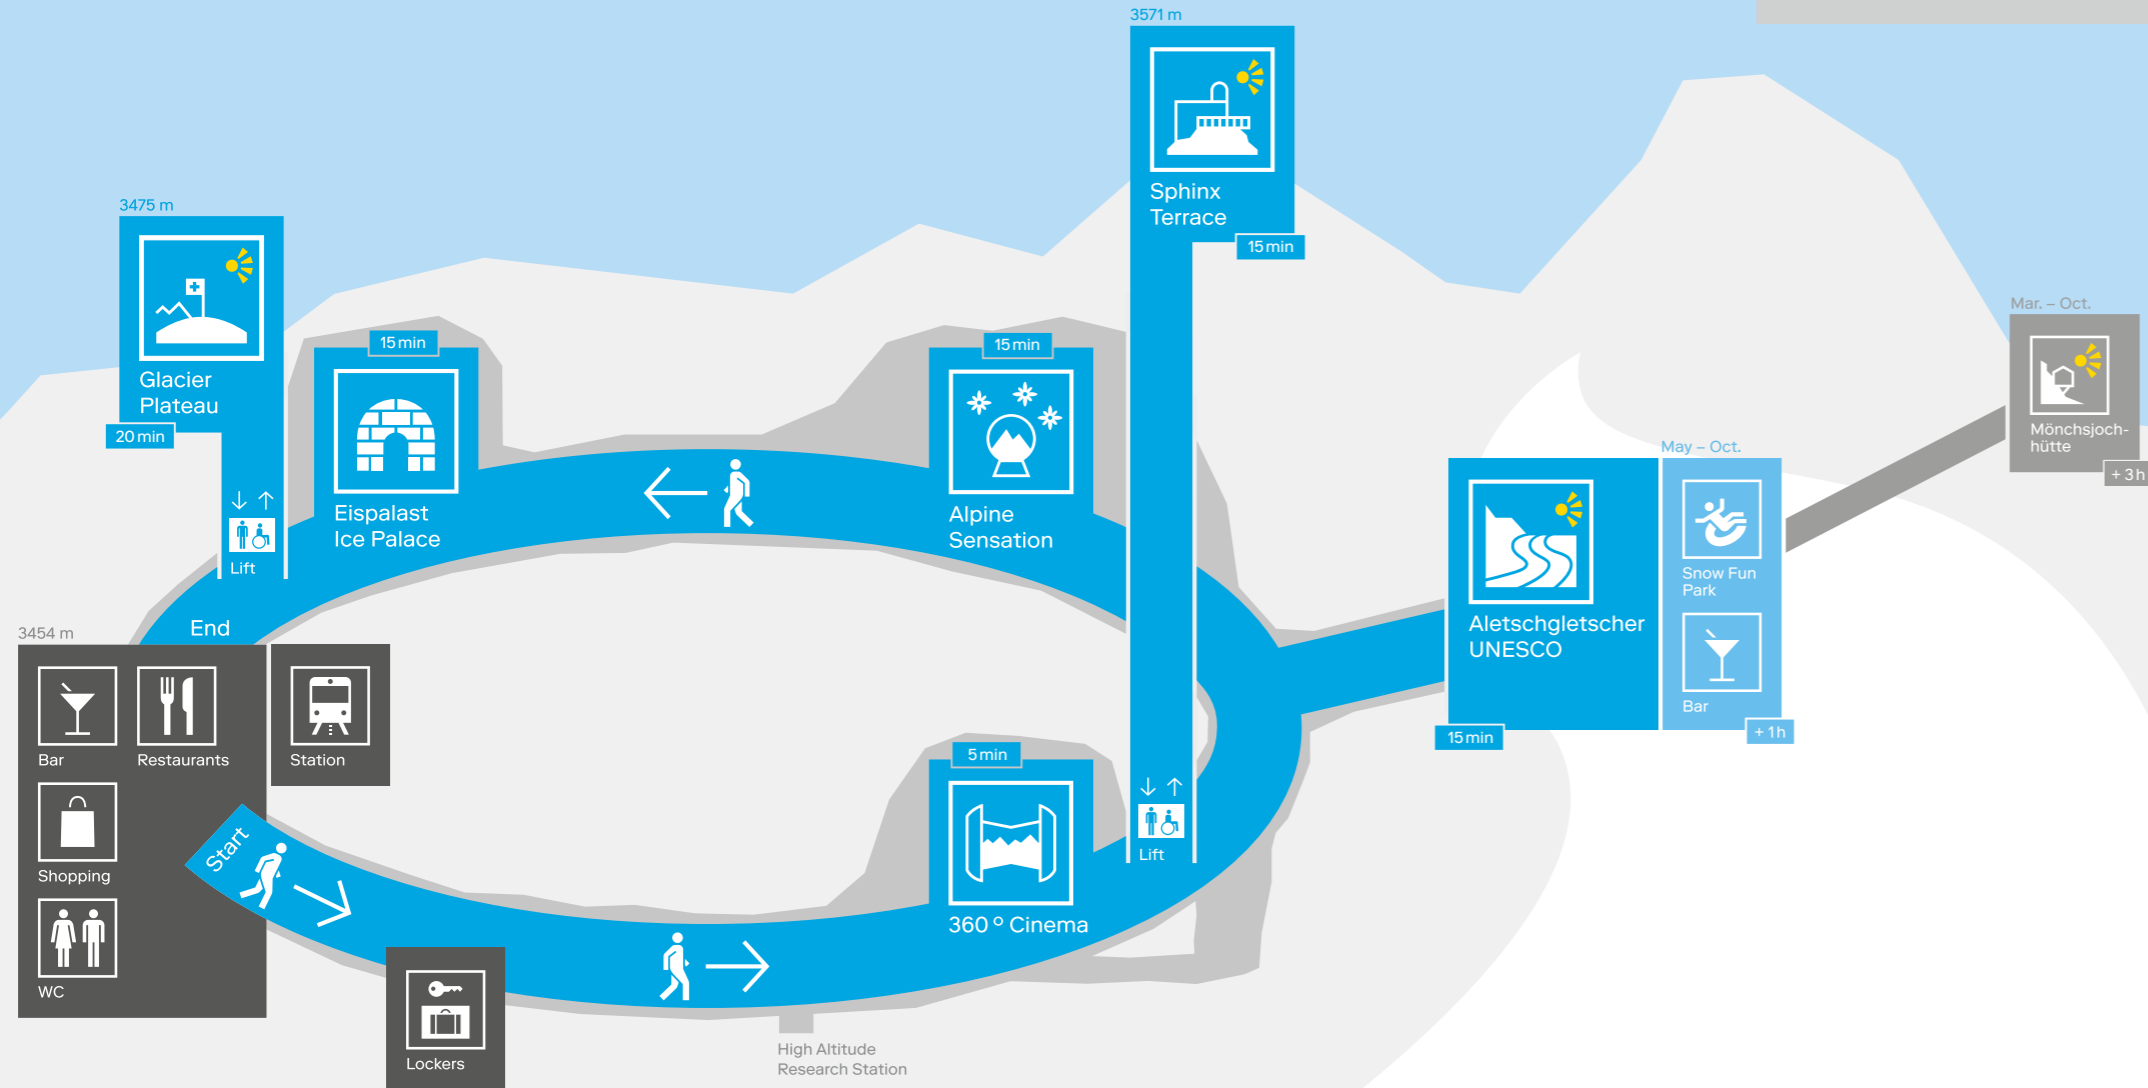 3571 m
Sphinx
Terrace
15 min
3475 m
Glacier
Plateau
20 min
Lift
15 min
Eispalast
Ice Palace
15 min
Alpine
Sensation
Mar. – Oct.
Mönchsjoch-
hütte
+ 3 h
May – Oct.
Snow Fun
Park
Bar
+ 1 h
Aletschgletscher
UNESCO
15 min
End
3454 m
Bar
Restaurants
Station
Shopping
WC
Start
5 min
360 ° Cinema
Lift
Lockers
High Altitude
Research Station